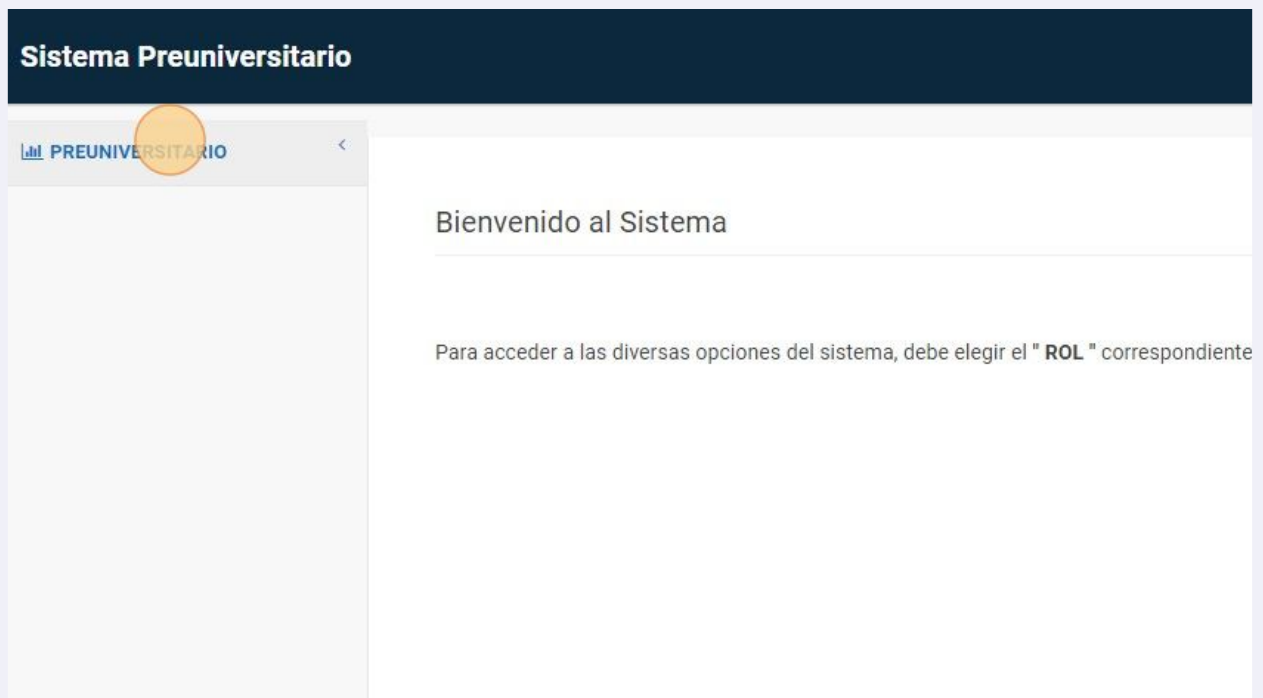 Sistema Preuniversitario
PREUNIVERSITARIO
Bienvenido al Sistema
Para acceder a las diversas opciones del sistema, debe elegir el " ROL " correspondiente